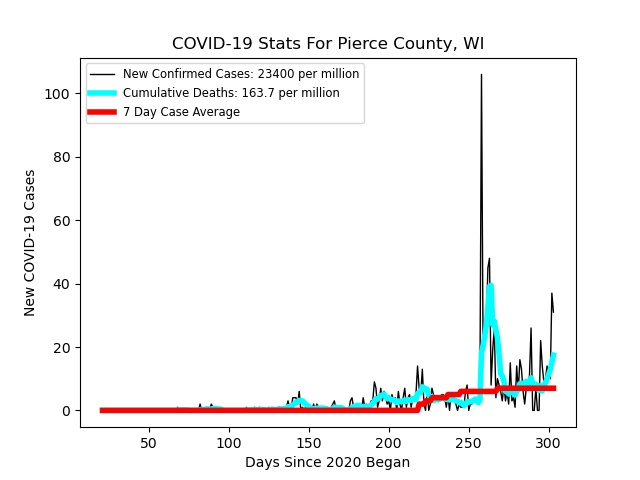 COVID-19 Stats For Pierce County, WI
New Confirmed Cases: 23400 per million
Cumulative Deaths: 163.7 per million
7 Day Case Average
100
80
60
40
20
0
New COVID-19 Cases
50 100 150 200 250 300
Days Since 2020 Began